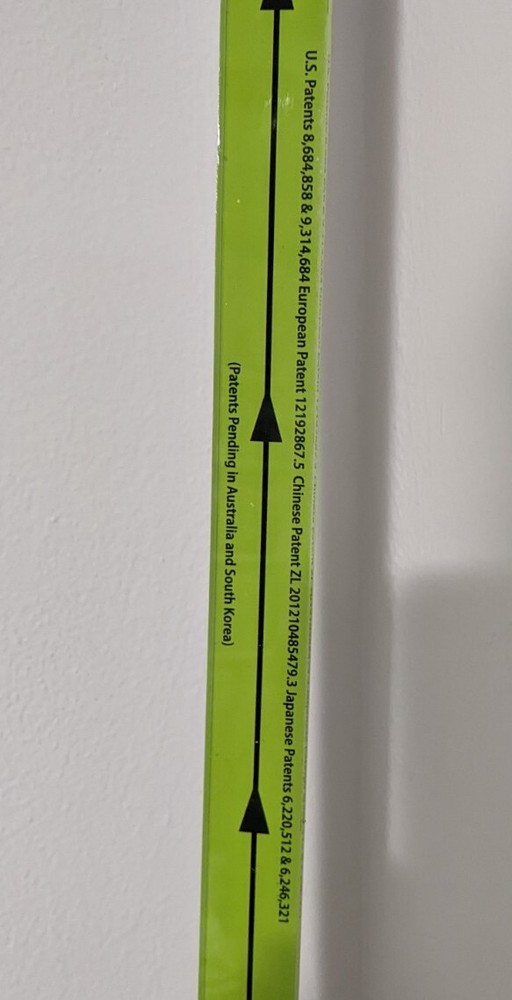 U.S. Patents 8,684,858 & 9,314,684 European Patent 12192867.5 Chinese Patent ZL 201210485479.3 Japanese Patents 6,220,512 & 6,246,321
(Patents Pending in Australia and South Korea)